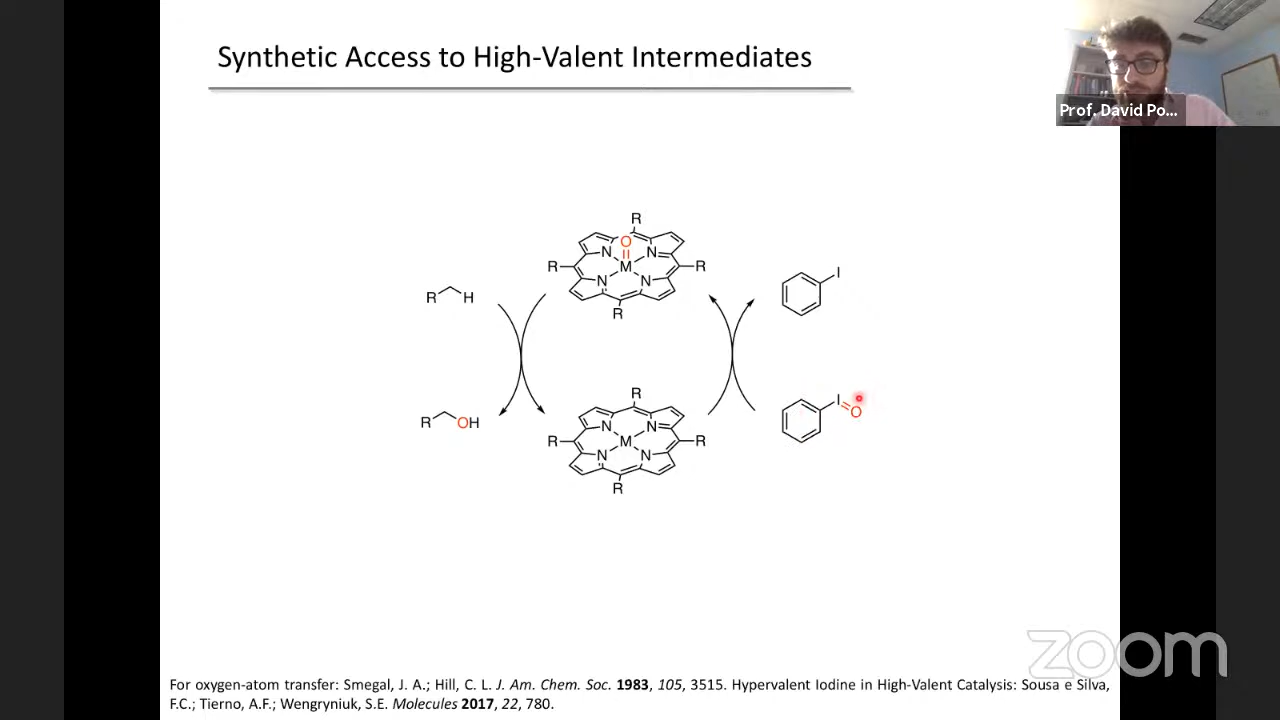 Synthetic Access to High-Valent Intermediates
Prof. David Po...
R
O
R
N
N
M
R
N
N
R
I
R
H
R
R
N
N
M
R
N
N
R
I
O
R
OH
zoom
For oxygen-atom transfer: Smegal, J. A.; Hill, C. L. J. Am. Chem. Soc. 1983, 105, 3515. Hypervalent Iodine in High-Valent Catalysis: Sousa e Silva,
F.C.; Tierno, A.F.; Wengryniuk, S.E. Molecules 2017, 22, 780.